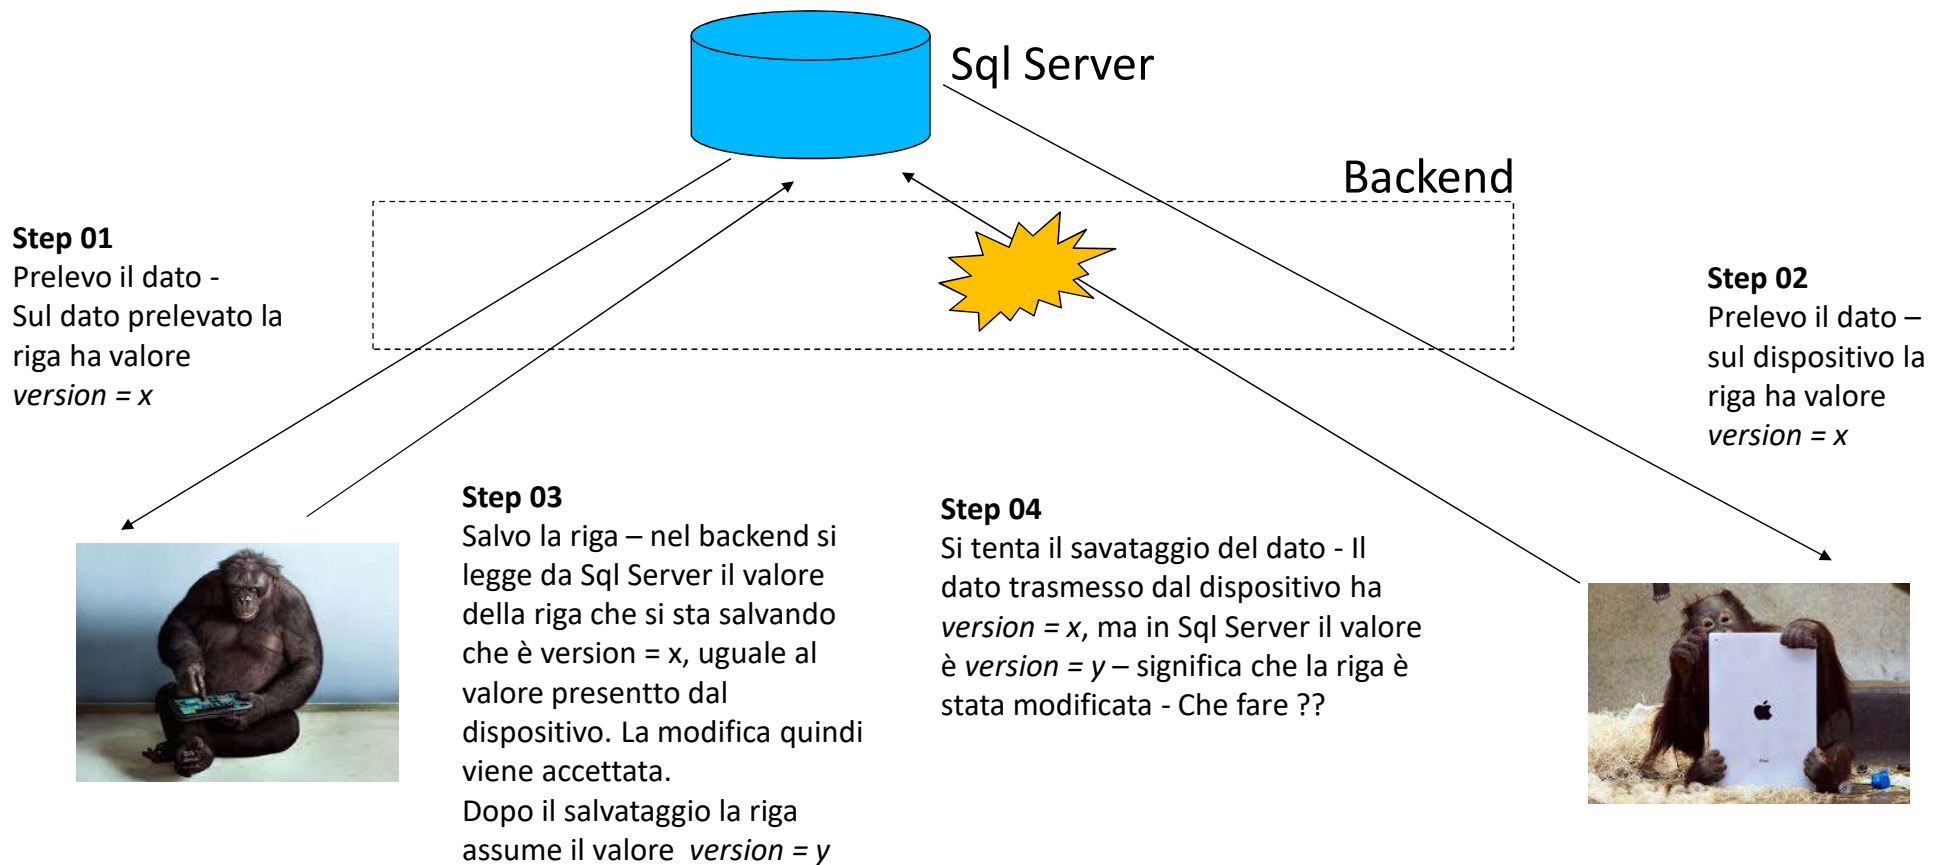 Sql Server
Backend
Step 01
Prelevo il dato -
Sul dato prelevato la
riga ha valore
version = x
Step 02
Prelevo il dato –
sul dispositivo la
riga ha valore
version = x
Step 03
Salvo la riga – nel backend si
legge da Sql Server il valore
della riga che si sta salvando
che è version = x, uguale al
valore presentto dal
dispositivo. La modifica quindi
viene accettata.
Dopo il salvataggio la riga
assume il valore version = y
Step 04
Si tenta il savataggio del dato - Il
dato trasmesso dal dispositivo ha
version = x, ma in Sql Server il valore
è version = y – significa che la riga è
stata modificata - Che fare ??
iPad